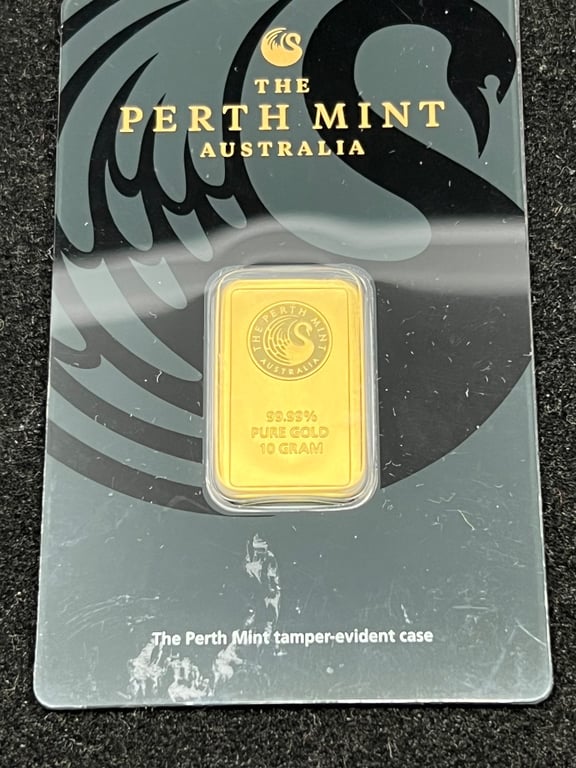 THE
PERTH MINT
AUSTRALIA
THE PERTH MINT
AUSTRALIA
99.99%
PURE GOLD
10 GRAM
The Perth Mint tamper-evident case